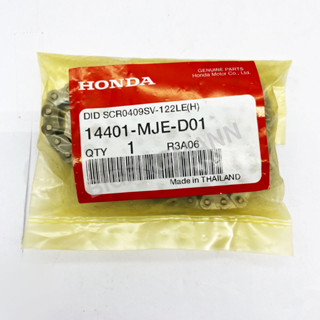 GENUINE PARTS
Honda Motor Co., Ltd.
HONDA
DID SCR0409SV-122LE(H)
14401-MJE-D01
QTY 1 R3A06
Made in THAILAND